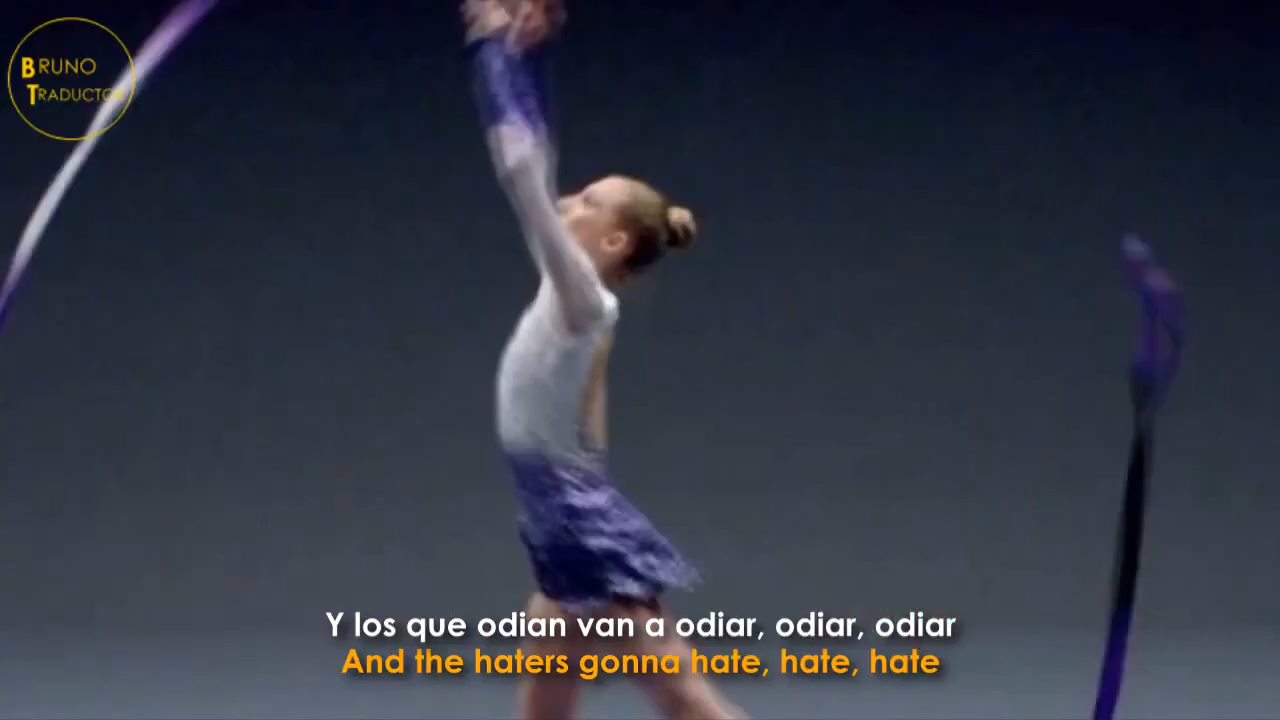 BRUNO
TRADUCTOR
Y los que odian van a odiar, odiar, odiar
And the haters gonna hate, hate, hate